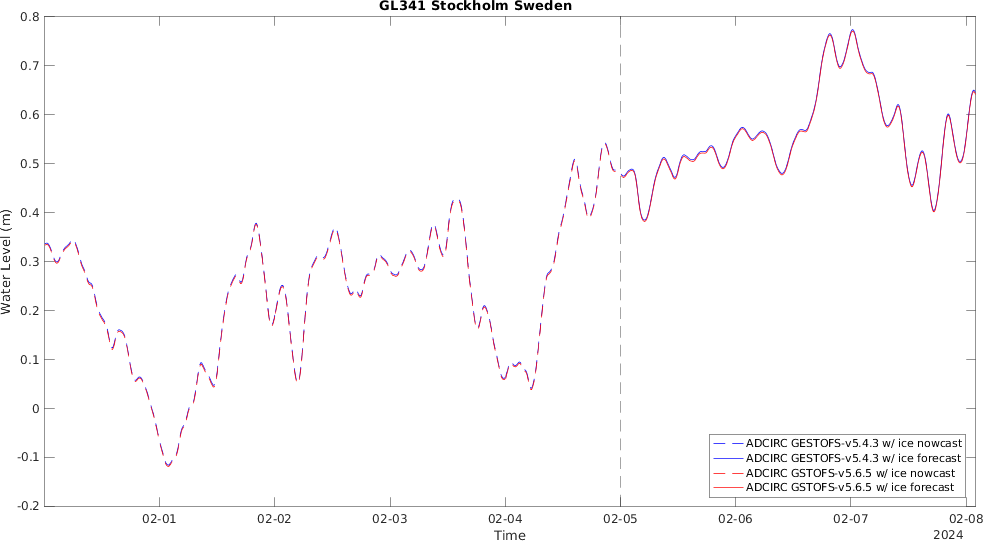 GL341 Stockholm Sweden
0.8
0.7
0.6
0.5
0.4
0.3
0.2
0.1
0
-0.1
-0.2
Water Level (m)
ADCIRC GESTOFS-v5.4.3 w/ ice nowcast
ADCIRC GESTOFS-v5.4.3 w/ ice forecast
ADCIRC GSTOFS-v5.6.5 w/ ice nowcast
ADCIRC GSTOFS-v5.6.5 w/ ice forecast
02-01 02-02 02-03 02-04 02-05 02-06 02-07 02-08
Time
2024